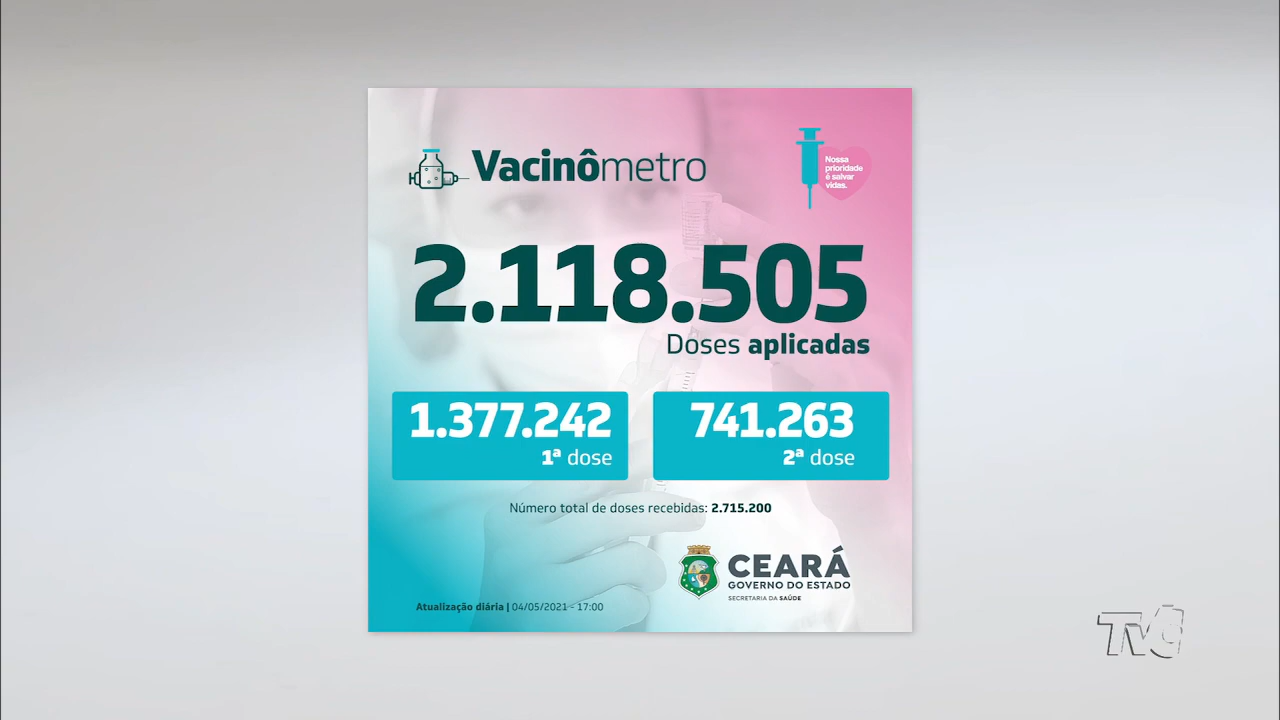 Vacinômetro
Nossa
prioridade
é salvar
vidas.
2.118.505
Doses aplicadas
1.377.242
1ª dose
741.263
2ª dose
Número total de doses recebidas: 2.715.200
CEARÁ
GOVERNO DO ESTADO
SECRETARIA DA SAÚDE
Atualização diária | 04/05/2021 - 17:00
TVC